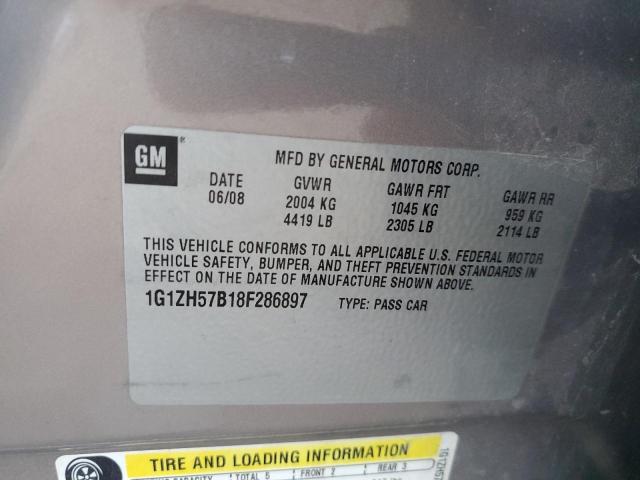 GM
MFD BY GENERAL MOTORS CORP.
DATE GVWR GAWR FRT GAWR RR
06/08 2004 KG 1045 KG 959 KG
4419 LB 2305 LB 2114 LB
THIS VEHICLE CONFORMS TO ALL APPLICABLE U.S. FEDERAL MOTOR
VEHICLE SAFETY, BUMPER, AND THEFT PREVENTION STANDARDS IN
EFFECT ON THE DATE OF MANUFACTURE SHOWN ABOVE.
1G1ZH57B18F286897 TYPE: PASS CAR
TIRE AND LOADING INFORMATION
TOTAL 5 FRONT 2 REAR 3
1G1ZH57